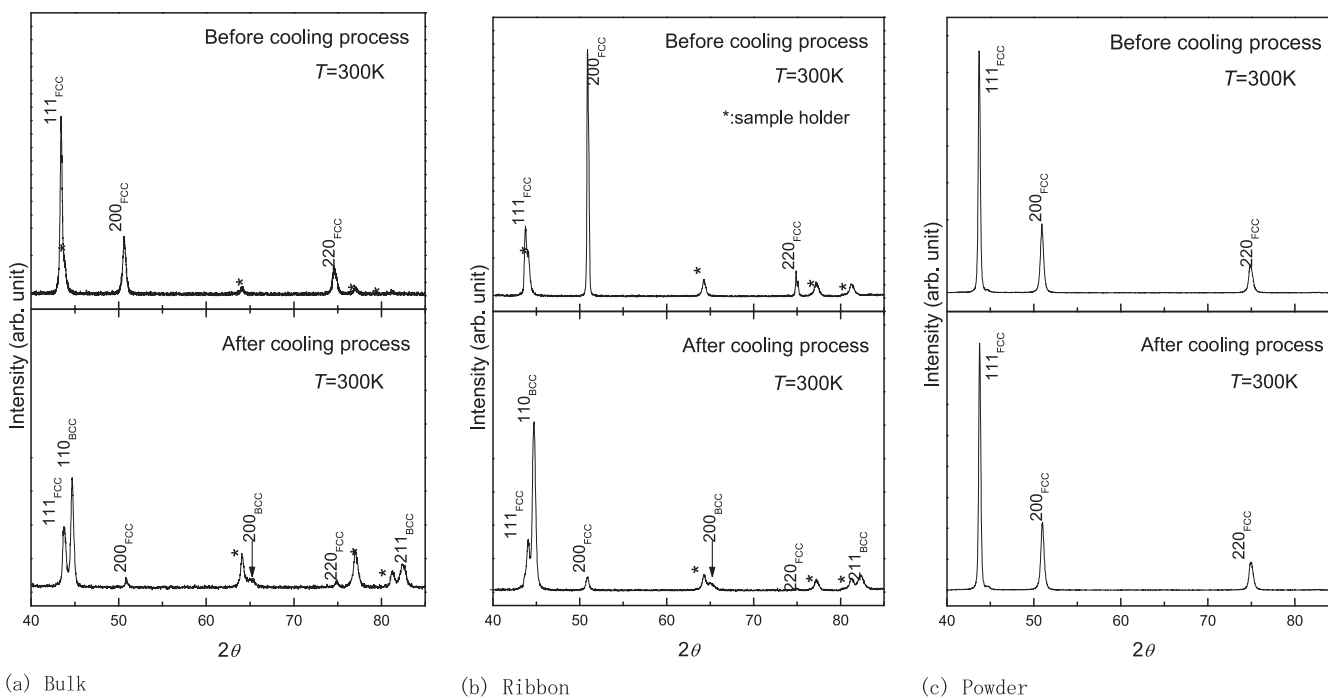 Before cooling process
T=300K
111FCC
200FCC
220FCC
*
*
*
*
*
After cooling process
T=300K
111FCC
110BCC
200FCC
200BCC
220FCC
211BCC
*
*
*
Intensity (arb. unit)
40 50 60 70 80
2θ
(a) Bulk
Before cooling process
T=300K
*:sample holder
111FCC
200FCC
220FCC
*
*
*
*
After cooling process
T=300K
111FCC
110BCC
200FCC
200BCC
220FCC
211BCC
*
*
*
Intensity (arb. unit)
40 50 60 70 80
2θ
(b) Ribbon
Before cooling process
T=300K
111FCC
200FCC
220FCC
After cooling process
T=300K
111FCC
200FCC
220FCC
Intensity (arb. unit)
40 50 60 70 80
2θ
(c) Powder